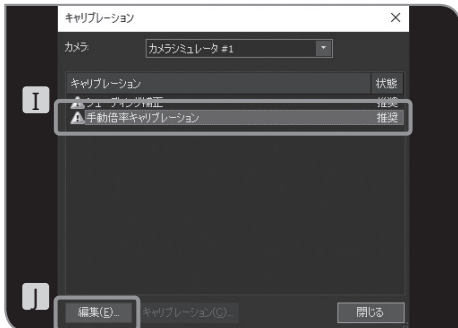 キャリブレーション
カメラ: カメラシミュレータ #1
キャリブレーション 状態
I
シェーディング補正 推奨
手動倍率キャリブレーション 推奨
J
編集(E)... キャリブレーション(C)... 閉じる